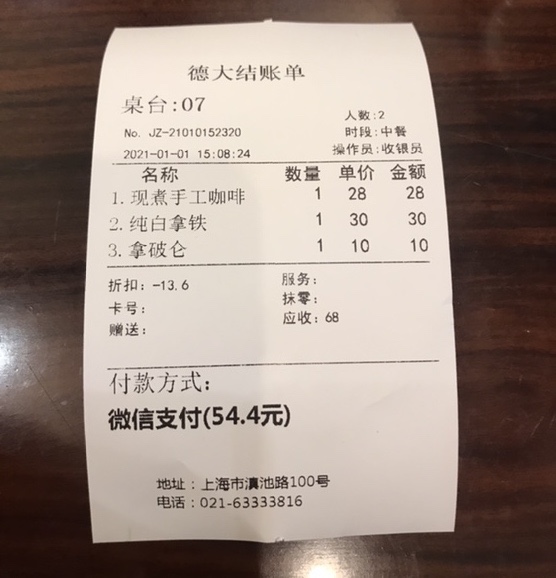 德大结账单
桌台:07
人数:2
No. JZ-21010152320 时段:中餐
2021-01-01 15:08:24 操作员:收银员
名称 数量 单价 金额
1. 现煮手工咖啡 1 28 28
2. 纯白拿铁 1 30 30
3. 拿破仑 1 10 10
折扣: -13.6 服务:
卡号: 抹零:
赠送: 应收: 68
付款方式:
微信支付(54.4元)
地址：上海市滇池路100号
电话：021-63333816